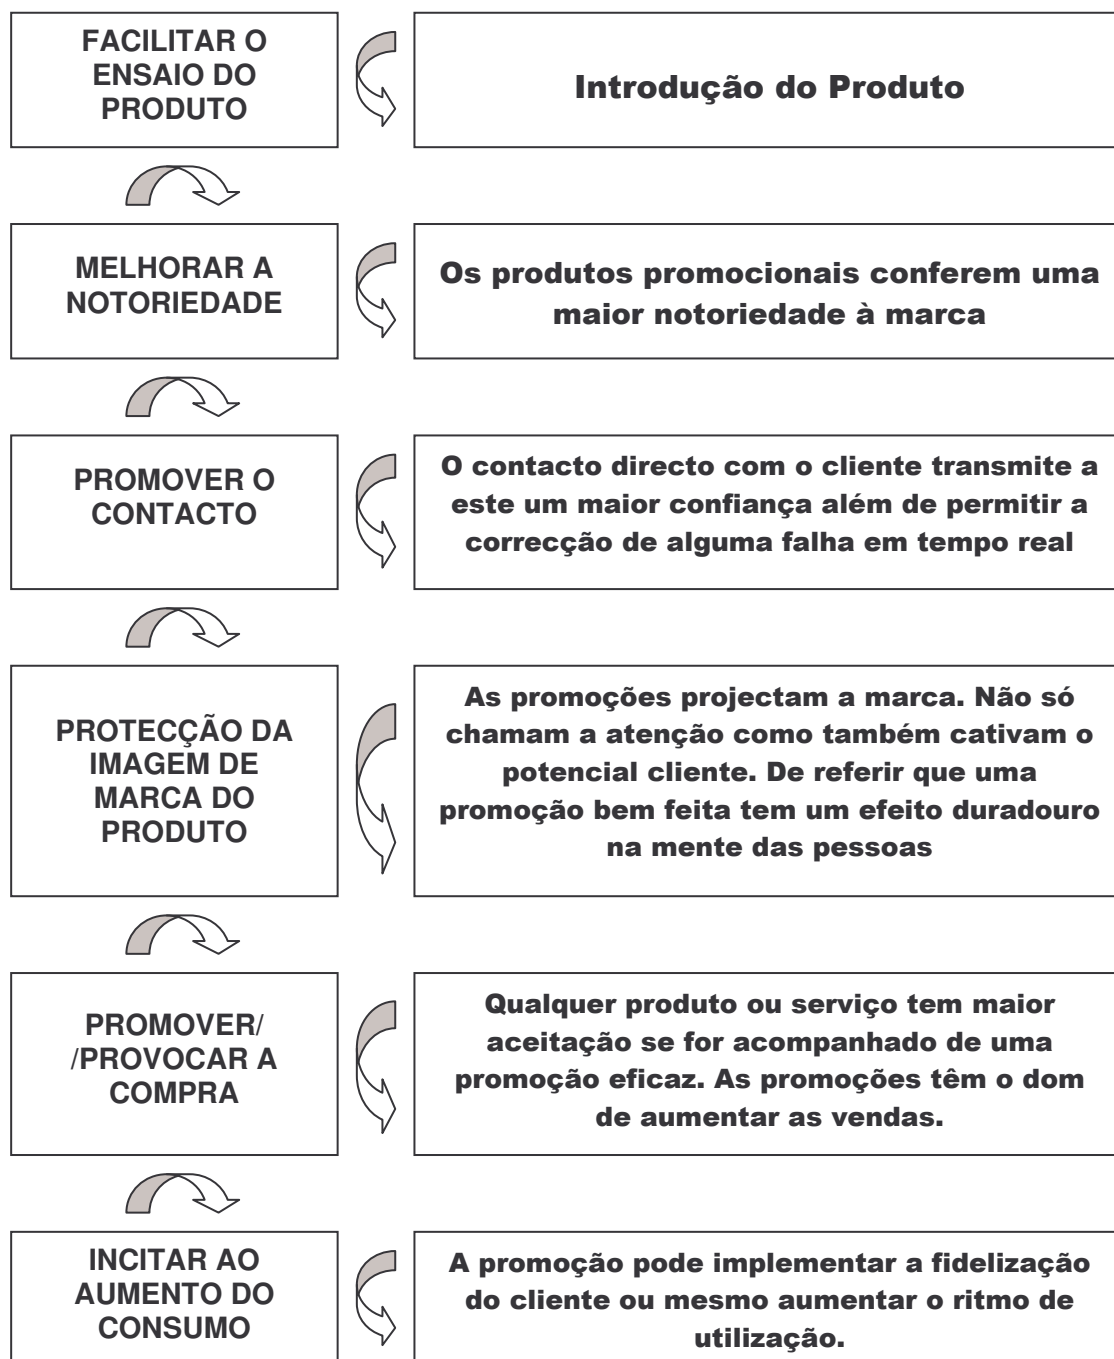 FACILITAR O
ENSAIO DO
PRODUTO
Introdução do Produto
MELHORAR A
NOTORIEDADE
Os produtos promocionais conferem uma
maior notoriedade à marca
PROMOVER O
CONTACTO
O contacto directo com o cliente transmite a
este um maior confiança além de permitir a
correcção de alguma falha em tempo real
PROTECÇÃO DA
IMAGEM DE
MARCA DO
PRODUTO
As promoções projectam a marca. Não só
chamam a atenção como também cativam o
potencial cliente. De referir que uma
promoção bem feita tem um efeito duradouro
na mente das pessoas
PROMOVER/
/PROVOCAR A
COMPRA
Qualquer produto ou serviço tem maior
aceitação se for acompanhado de uma
promoção eficaz. As promoções têm o dom
de aumentar as vendas.
INCITAR AO
AUMENTO DO
CONSUMO
A promoção pode implementar a fidelização
do cliente ou mesmo aumentar o ritmo de
utilização.